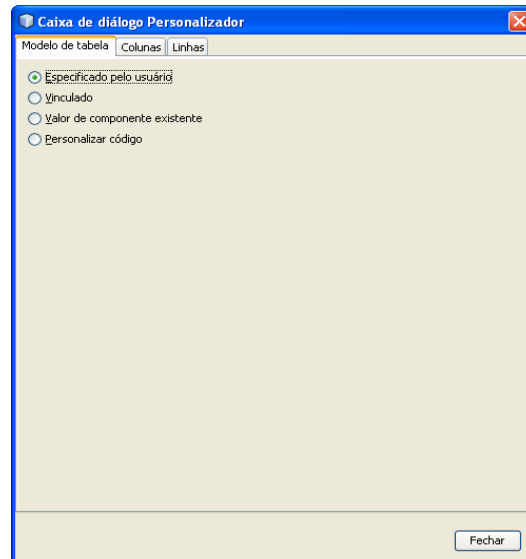 Caixa de diálogo Personalizador
Modelo de tabela Colunas Linhas
Especificado pelo usuário
Vinculado
Valor de componente existente
Personalizar código
Fechar